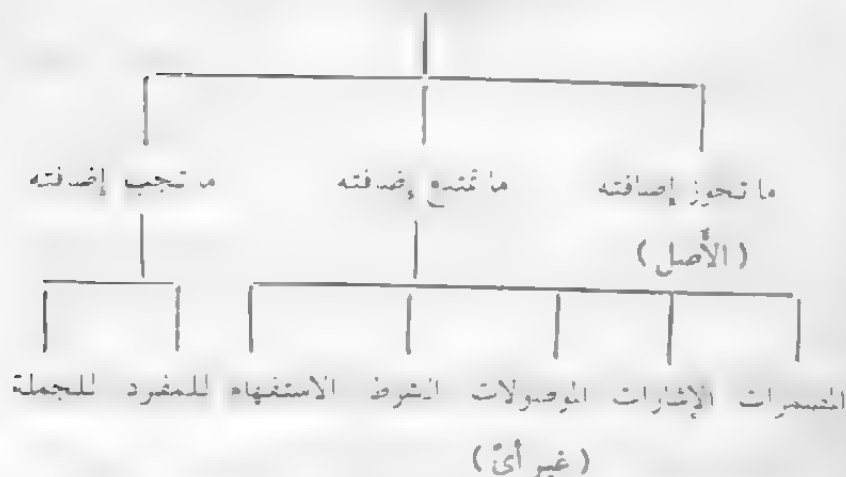 ما تجوز إضافته ما تمتنع إضافته ما تجب إضافته
(الأصل)
المضمرات الإشارات الموصولات الشرط الاستفهام للمفرد للجملة
(غير أيّ)